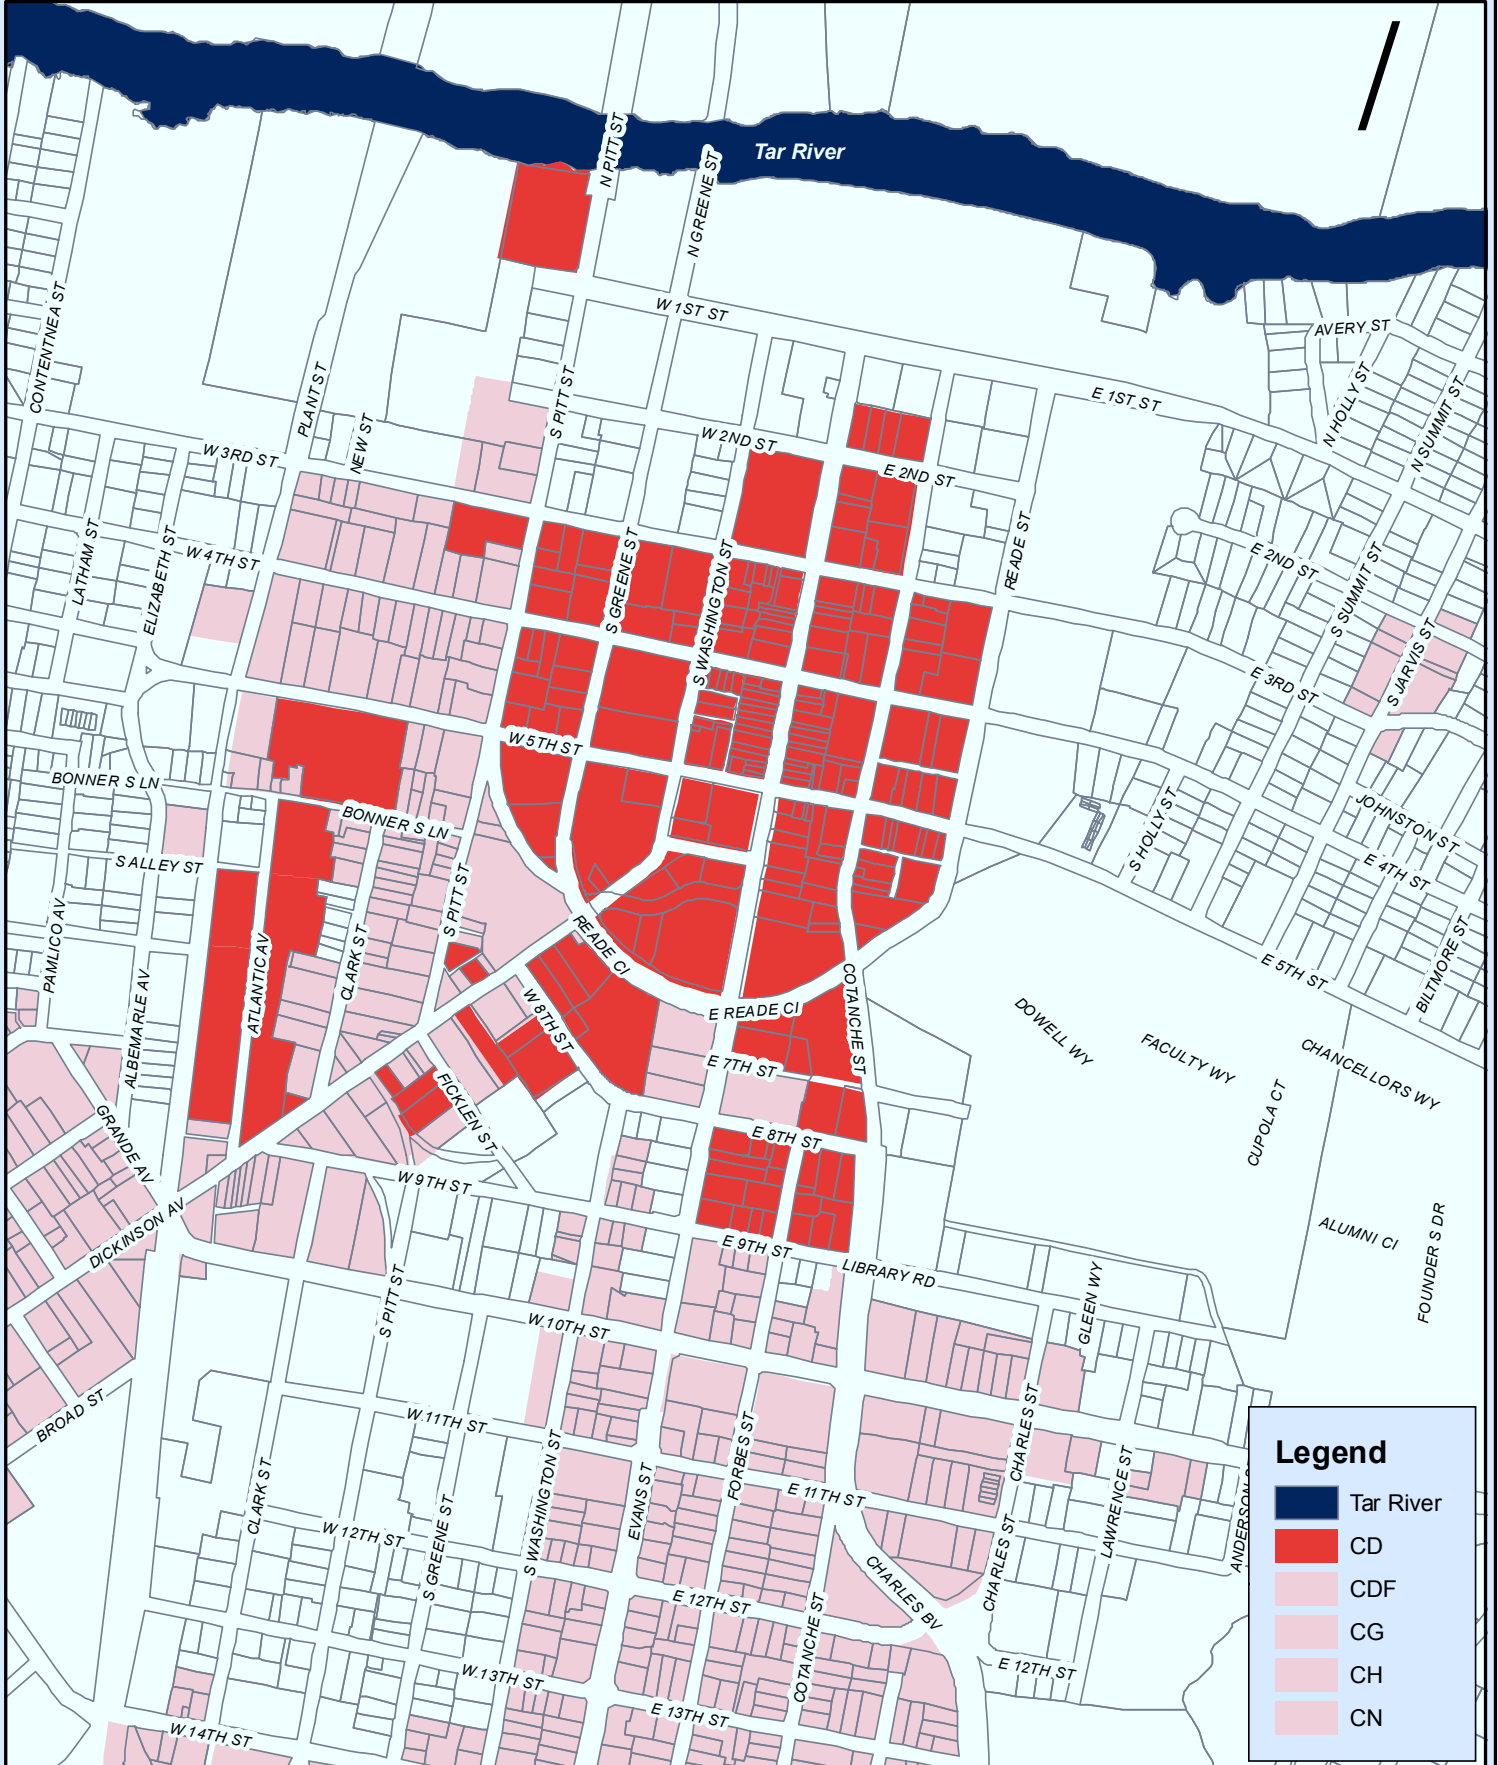 N PITT ST
Tar River
N GREENE ST
W 1ST ST
CONTENTNEA ST
AVERY ST
N HOLLY ST
N SUMMIT ST
PLANT ST
S PITT ST
E 1ST ST
NEW ST
W 2ND ST
W 3RD ST
E 2ND ST
READE ST
LATHAM ST
ELIZABETH ST
W 4TH ST
S GREENE ST
S WASHINGTON ST
E 2ND ST
S SUMMIT ST
S JARVIS ST
E 3RD ST
W 5TH ST
BONNER S LN
BONNER S LN
S HOLLY ST
JOHNSTON ST
S ALLEY ST
E 4TH ST
S PITT ST
PAMLICO AV
CLARK ST
ATLANTIC AV
READE CI
COTANCHE ST
E 5TH ST
BILTMORE ST
ALBEMARLE AV
W 8TH ST
E READE CI
DOWELL WY
FACULTY WY
CHANCELLORS WY
E 7TH ST
FICKLEN ST
GRANDE AV
CUPOLA CT
E 8TH ST
W 9TH ST
DICKINSON AV
E 9TH ST
LIBRARY RD
ALUMNI CI
FOUNDER S DR
GLEEN WY
S PITT ST
W 10TH ST
BROAD ST
W 11TH ST
CHARLES ST
FORBES ST
Legend
Tar River
CD
CDF
CG
CH
CN
CLARK ST
S GREENE ST
S WASHINGTON ST
EVANS ST
E 11TH ST
LAWRENCE ST
ANDERSON
W 12TH ST
CHARLES ST
CHARLES BV
E 12TH ST
COTANCHE ST
W 13TH ST
E 12TH ST
E 13TH ST
W 14TH ST